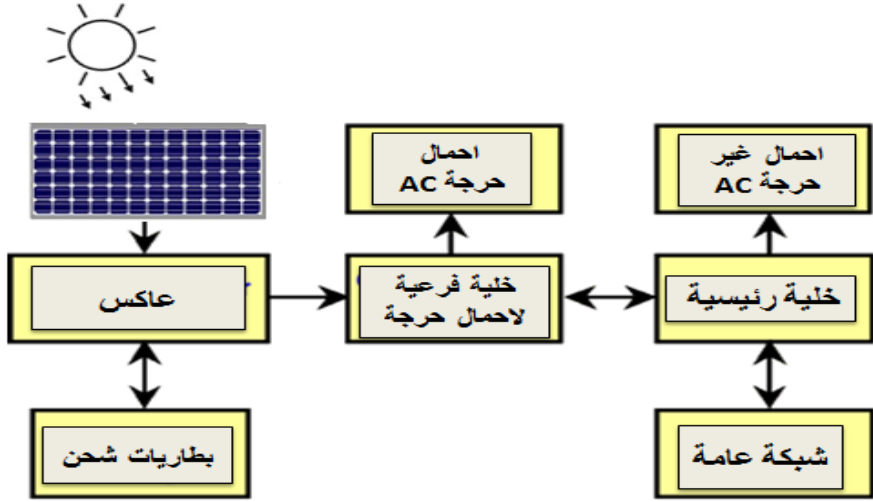 احمال
حرجة AC
احمال غير
حرجة AC
عاكس
خلية فرعية
لاحمال حرجة
خلية رئيسية
بطاريات شحن
شبكة عامة